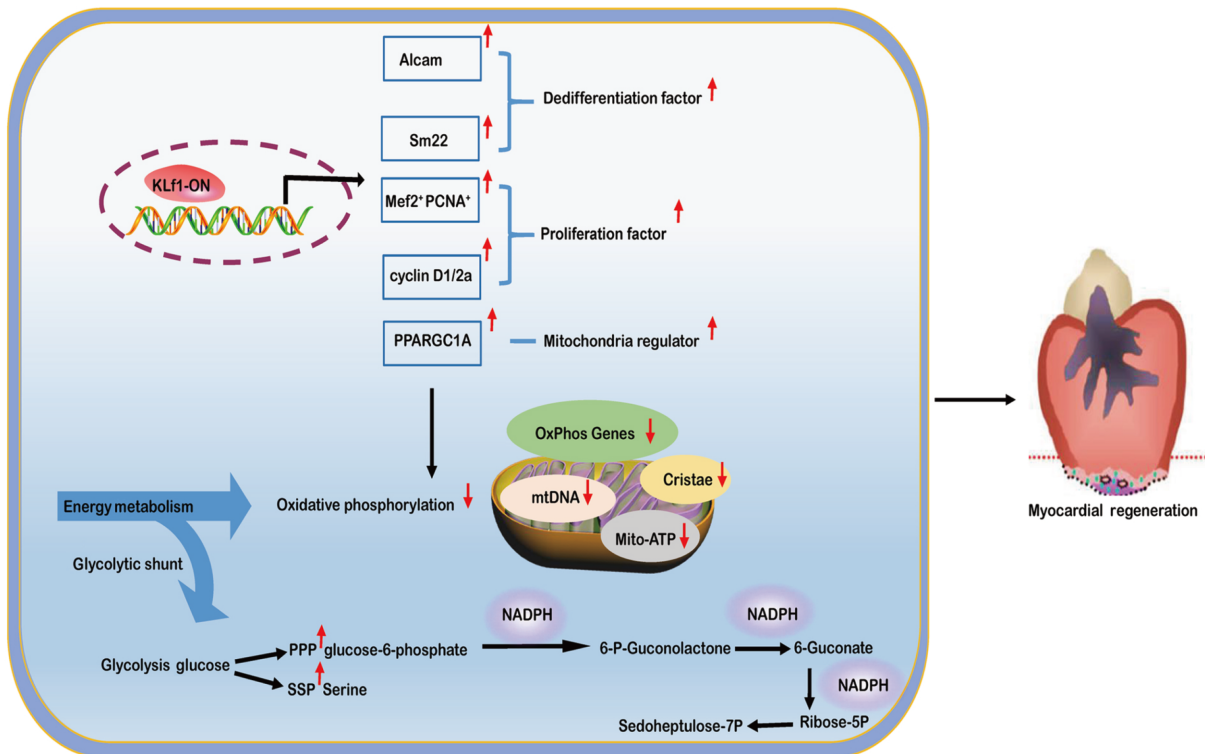 Alcam
Dedifferentiation factor
Sm22
KLf1-ON
Mef2⁺ PCNA⁺
Proliferation factor
cyclin D1/2a
PPARGC1A
Mitochondria regulator
OxPhos Genes
Cristae
mtDNA
Mito-ATP
Energy metabolism
Oxidative phosphorylation
Glycolytic shunt
Myocardial regeneration
NADPH
NADPH
Glycolysis glucose
PPP glucose-6-phosphate
6-P-Guconolactone
6-Guconate
SSP Serine
NADPH
Sedoheptulose-7P
Ribose-5P